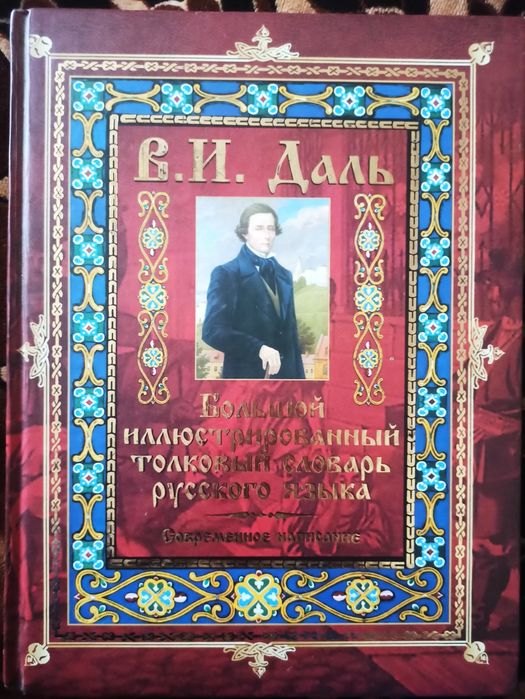 В.И. Даль
Большой
иллюстрированный
толковый словарь
русского языка
Современное написание